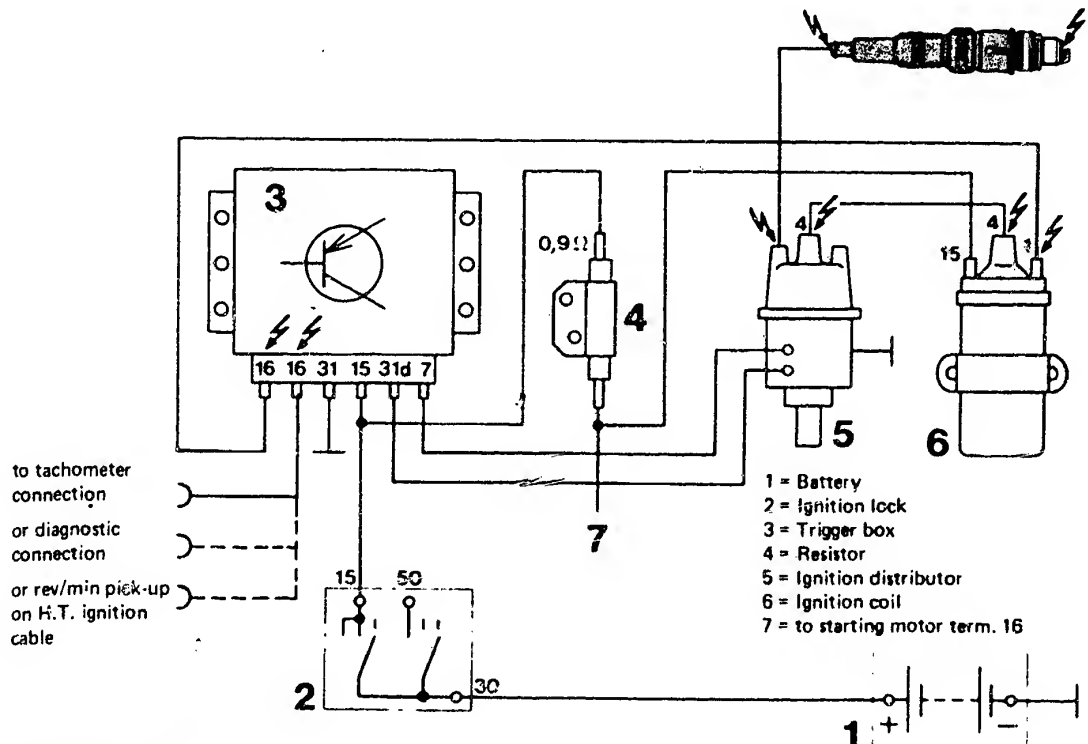 3
0,9Ω
4
4
4
15
1
16 16 31 15 31d 7
5
6
to tachometer
connection
or diagnostic
connection
or rev/min pick-up
on H.T. ignition
cable
7
1 = Battery
2 = Ignition lock
3 = Trigger box
4 = Resistor
5 = Ignition distributor
6 = Ignition coil
7 = to starting motor term. 16
15
50
2
30
1
+
−